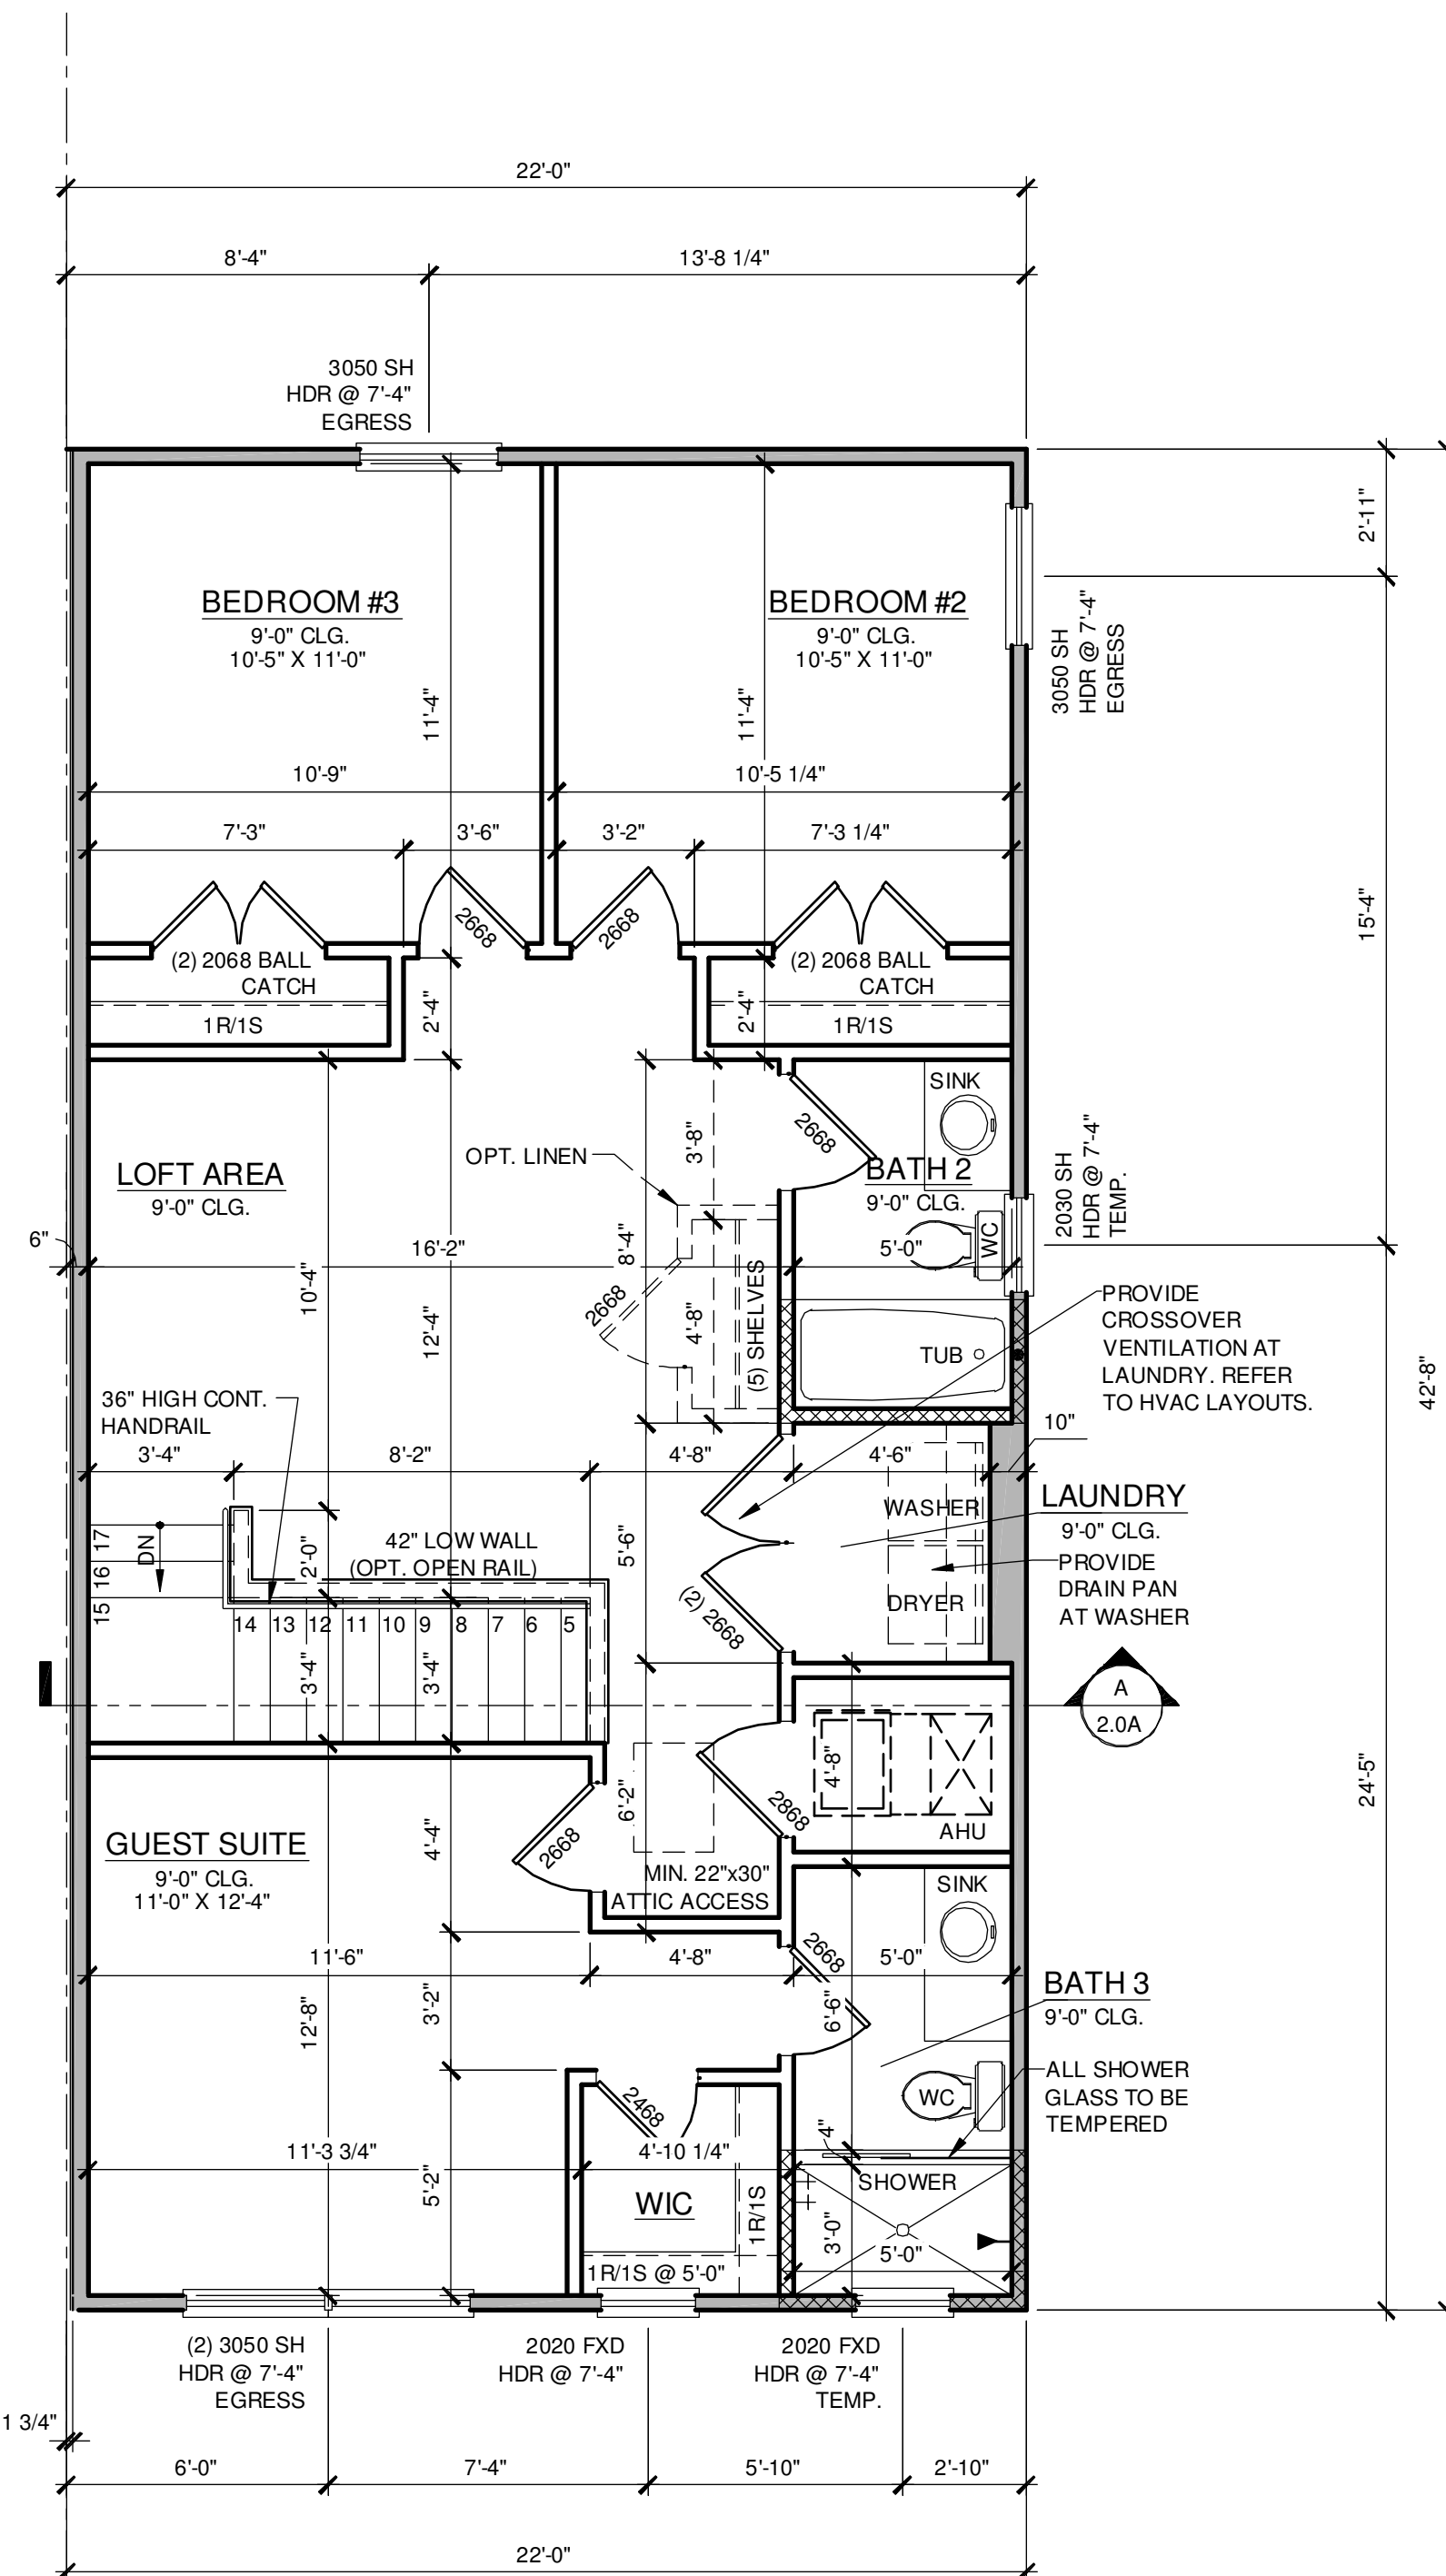 22'-0"
8'-4"
13'-8 1/4"
3050 SH
HDR @ 7'-4"
EGRESS
2'-11"
BEDROOM #3
9'-0" CLG.
10'-5" X 11'-0"
BEDROOM #2
9'-0" CLG.
10'-5" X 11'-0"
3050 SH
HDR @ 7'-4"
EGRESS
11'-4"
11'-4"
10'-9"
10'-5 1/4"
7'-3"
3'-6"
3'-2"
7'-3 1/4"
15'-4"
2668
2668
(2) 2068 BALL
CATCH
1R/1S
2'-4"
2'-4"
(2) 2068 BALL
CATCH
1R/1S
SINK
2668
3'-8"
OPT. LINEN
LOFT AREA
9'-0" CLG.
BATH 2
9'-0" CLG.
2030 SH
HDR @ 7'-4"
TEMP.
6"
16'-2"
8'-4"
5'-0"
WC
10'-4"
12'-4"
2668
4'-8"
(5) SHELVES
TUB
PROVIDE
CROSSOVER
VENTILATION AT
LAUNDRY. REFER
TO HVAC LAYOUTS.
42'-8"
36" HIGH CONT.
HANDRAIL
3'-4"
8'-2"
4'-8"
4'-6"
10"
WASHER
LAUNDRY
9'-0" CLG.
PROVIDE
DRAIN PAN
AT WASHER
DRYER
17
16
15
DN
2'-0"
42" LOW WALL
(OPT. OPEN RAIL)
5'-6"
(2) 2668
14
13
12
11
10
9
8
7
6
5
3'-4"
3'-4"
A
2.0A
24'-5"
4'-8"
6'-2"
2868
AHU
GUEST SUITE
9'-0" CLG.
11'-0" X 12'-4"
4'-4"
2668
MIN. 22"x30"
ATTIC ACCESS
SINK
2668
11'-6"
4'-8"
5'-0"
12'-8"
3'-2"
6'-6"
BATH 3
9'-0" CLG.
WC
ALL SHOWER
GLASS TO BE
TEMPERED
2468
11'-3 3/4"
4'-10 1/4"
4"
5'-2"
WIC
1R/1S
SHOWER
3'-0"
5'-0"
1R/1S @ 5'-0"
(2) 3050 SH
HDR @ 7'-4"
EGRESS
2020 FXD
HDR @ 7'-4"
2020 FXD
HDR @ 7'-4"
TEMP.
1 3/4"
6'-0"
7'-4"
5'-10"
2'-10"
22'-0"